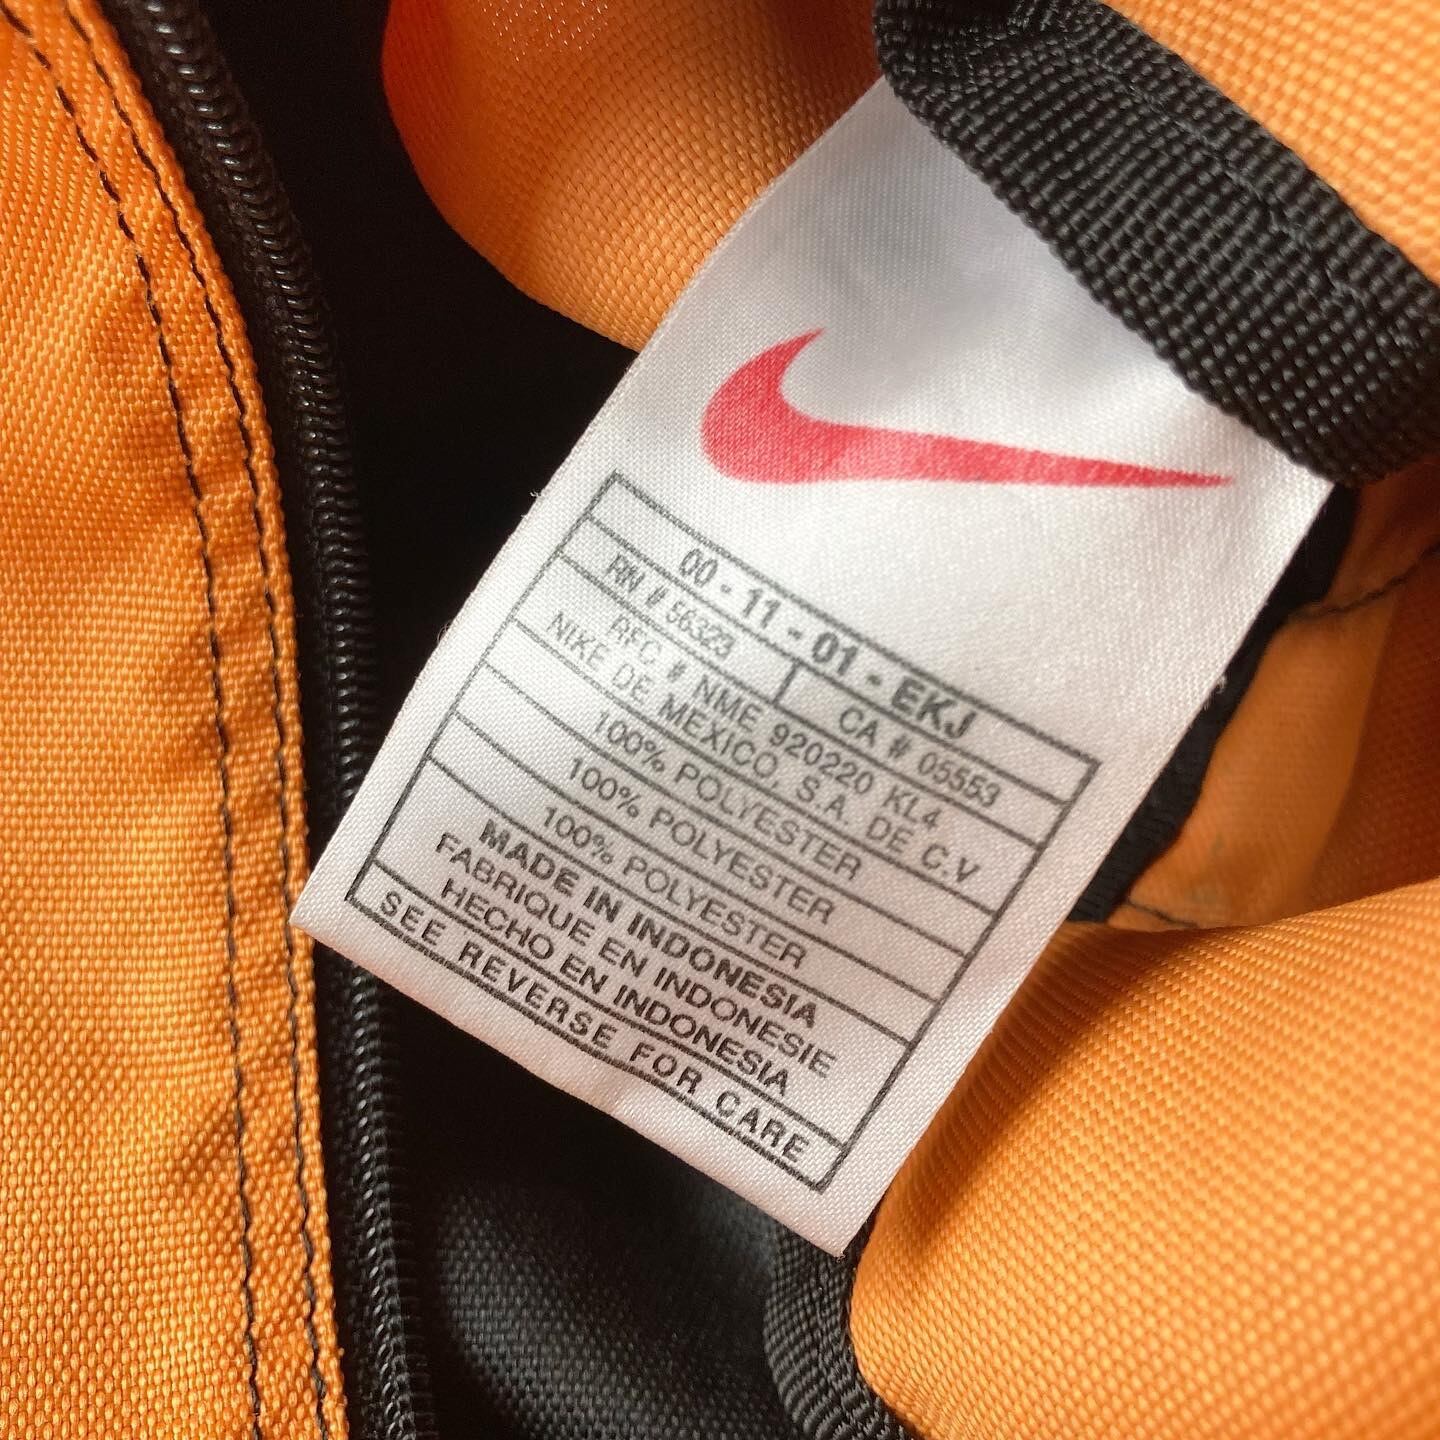 00 - 11 - 01 - EKJ
RN # 56323 CA # 05553
RFC # NME 920220 KL4
NIKE DE MEXICO, S.A. DE C.V
100% POLYESTER
100% POLYESTER
100% POLYESTER
MADE IN INDONESIA
FABRIQUE EN INDONESIE
HECHO EN INDONESIA
SEE REVERSE FOR CARE